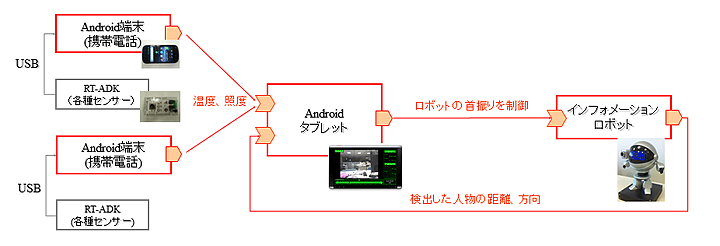 Android端末
(携帯電話)
USB
RT-ADK
(各種センサー)
温度、照度
Android
タブレット
ロボットの首振りを制御
インフォメーション
ロボット
Android端末
(携帯電話)
USB
RT-ADK
(各種センサー)
検出した人物の距離、方向